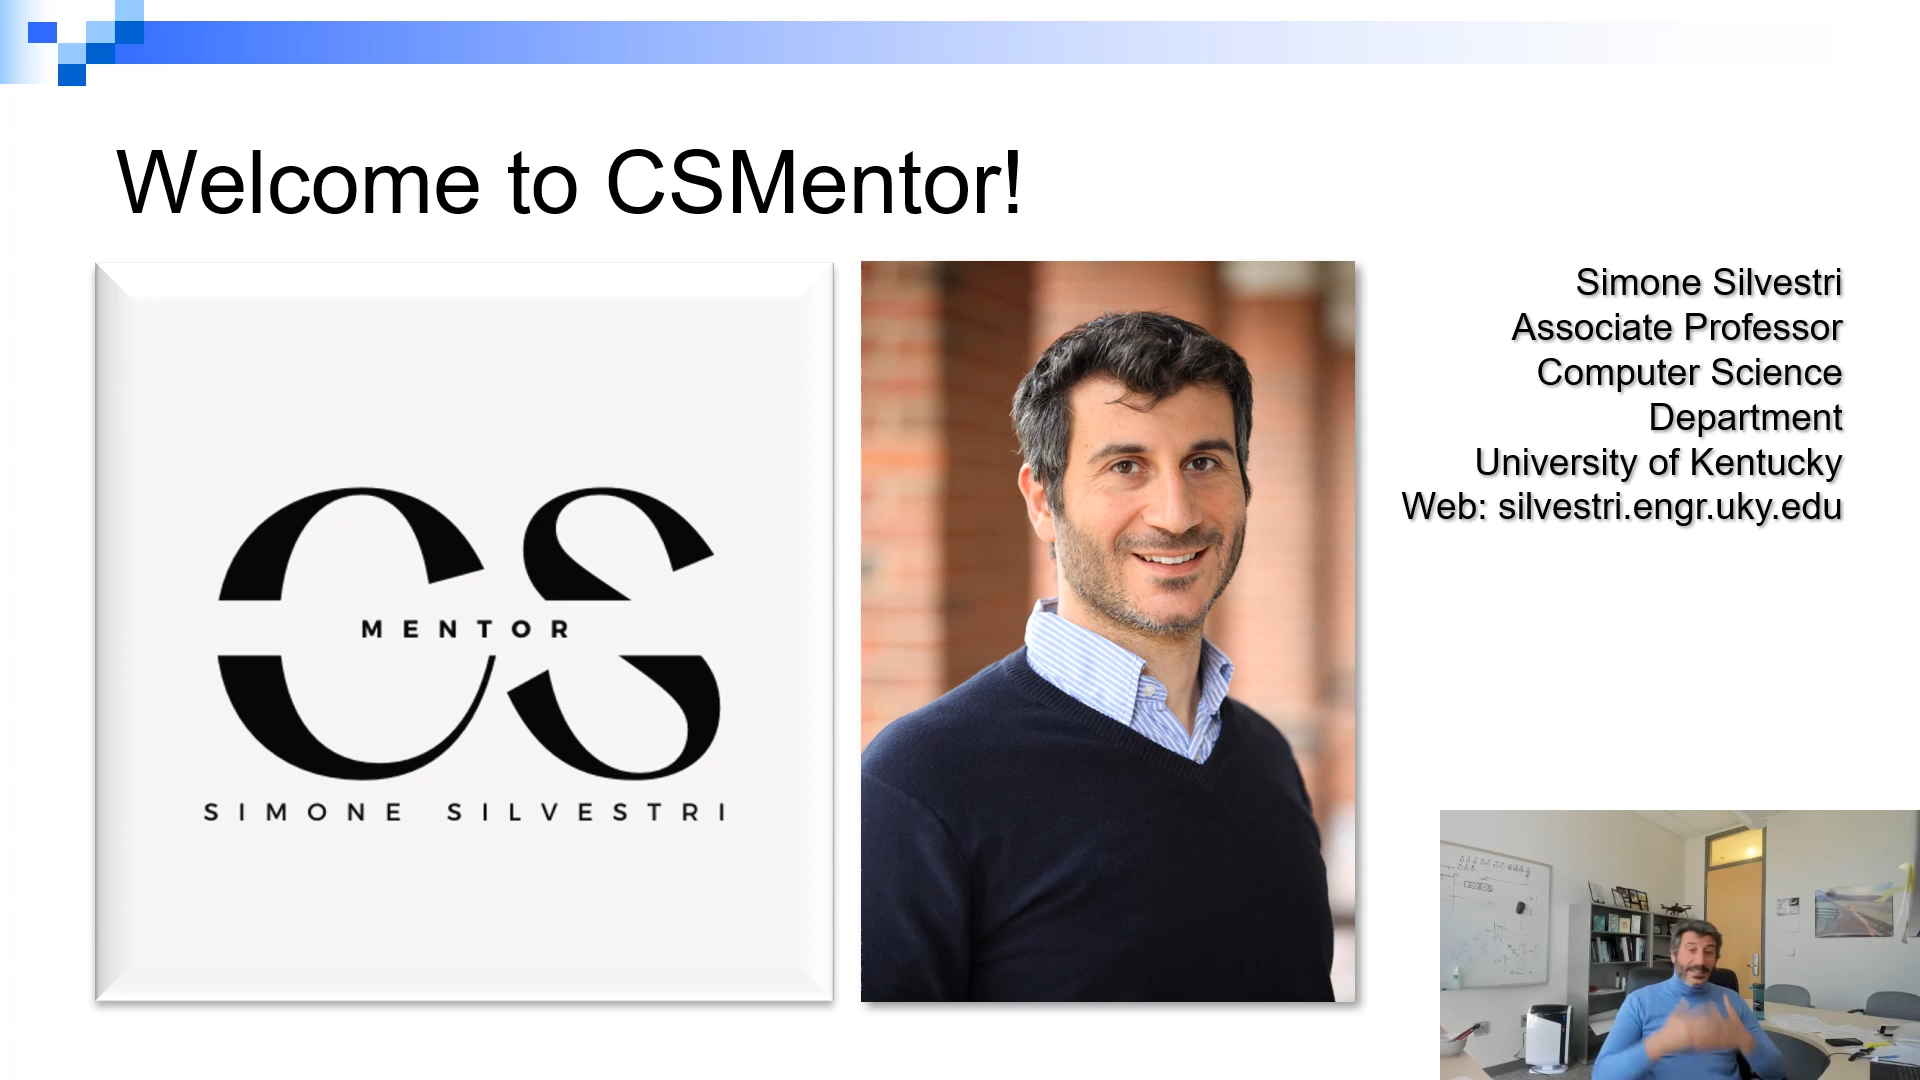 Welcome to CSMentor!
CS
MENTOR
SIMONE SILVESTRI
Simone Silvestri
Associate Professor
Computer Science
Department
University of Kentucky
Web: silvestri.engr.uky.edu